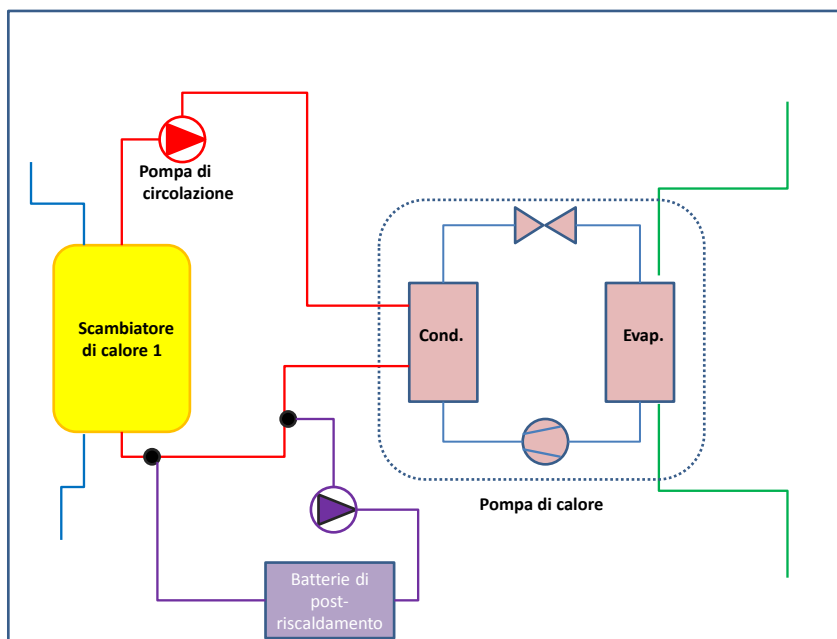 Pompa di
circolazione
Scambiatore
di calore 1
Cond.
Evap.
Pompa di calore
Batterie di
post-
riscaldamento